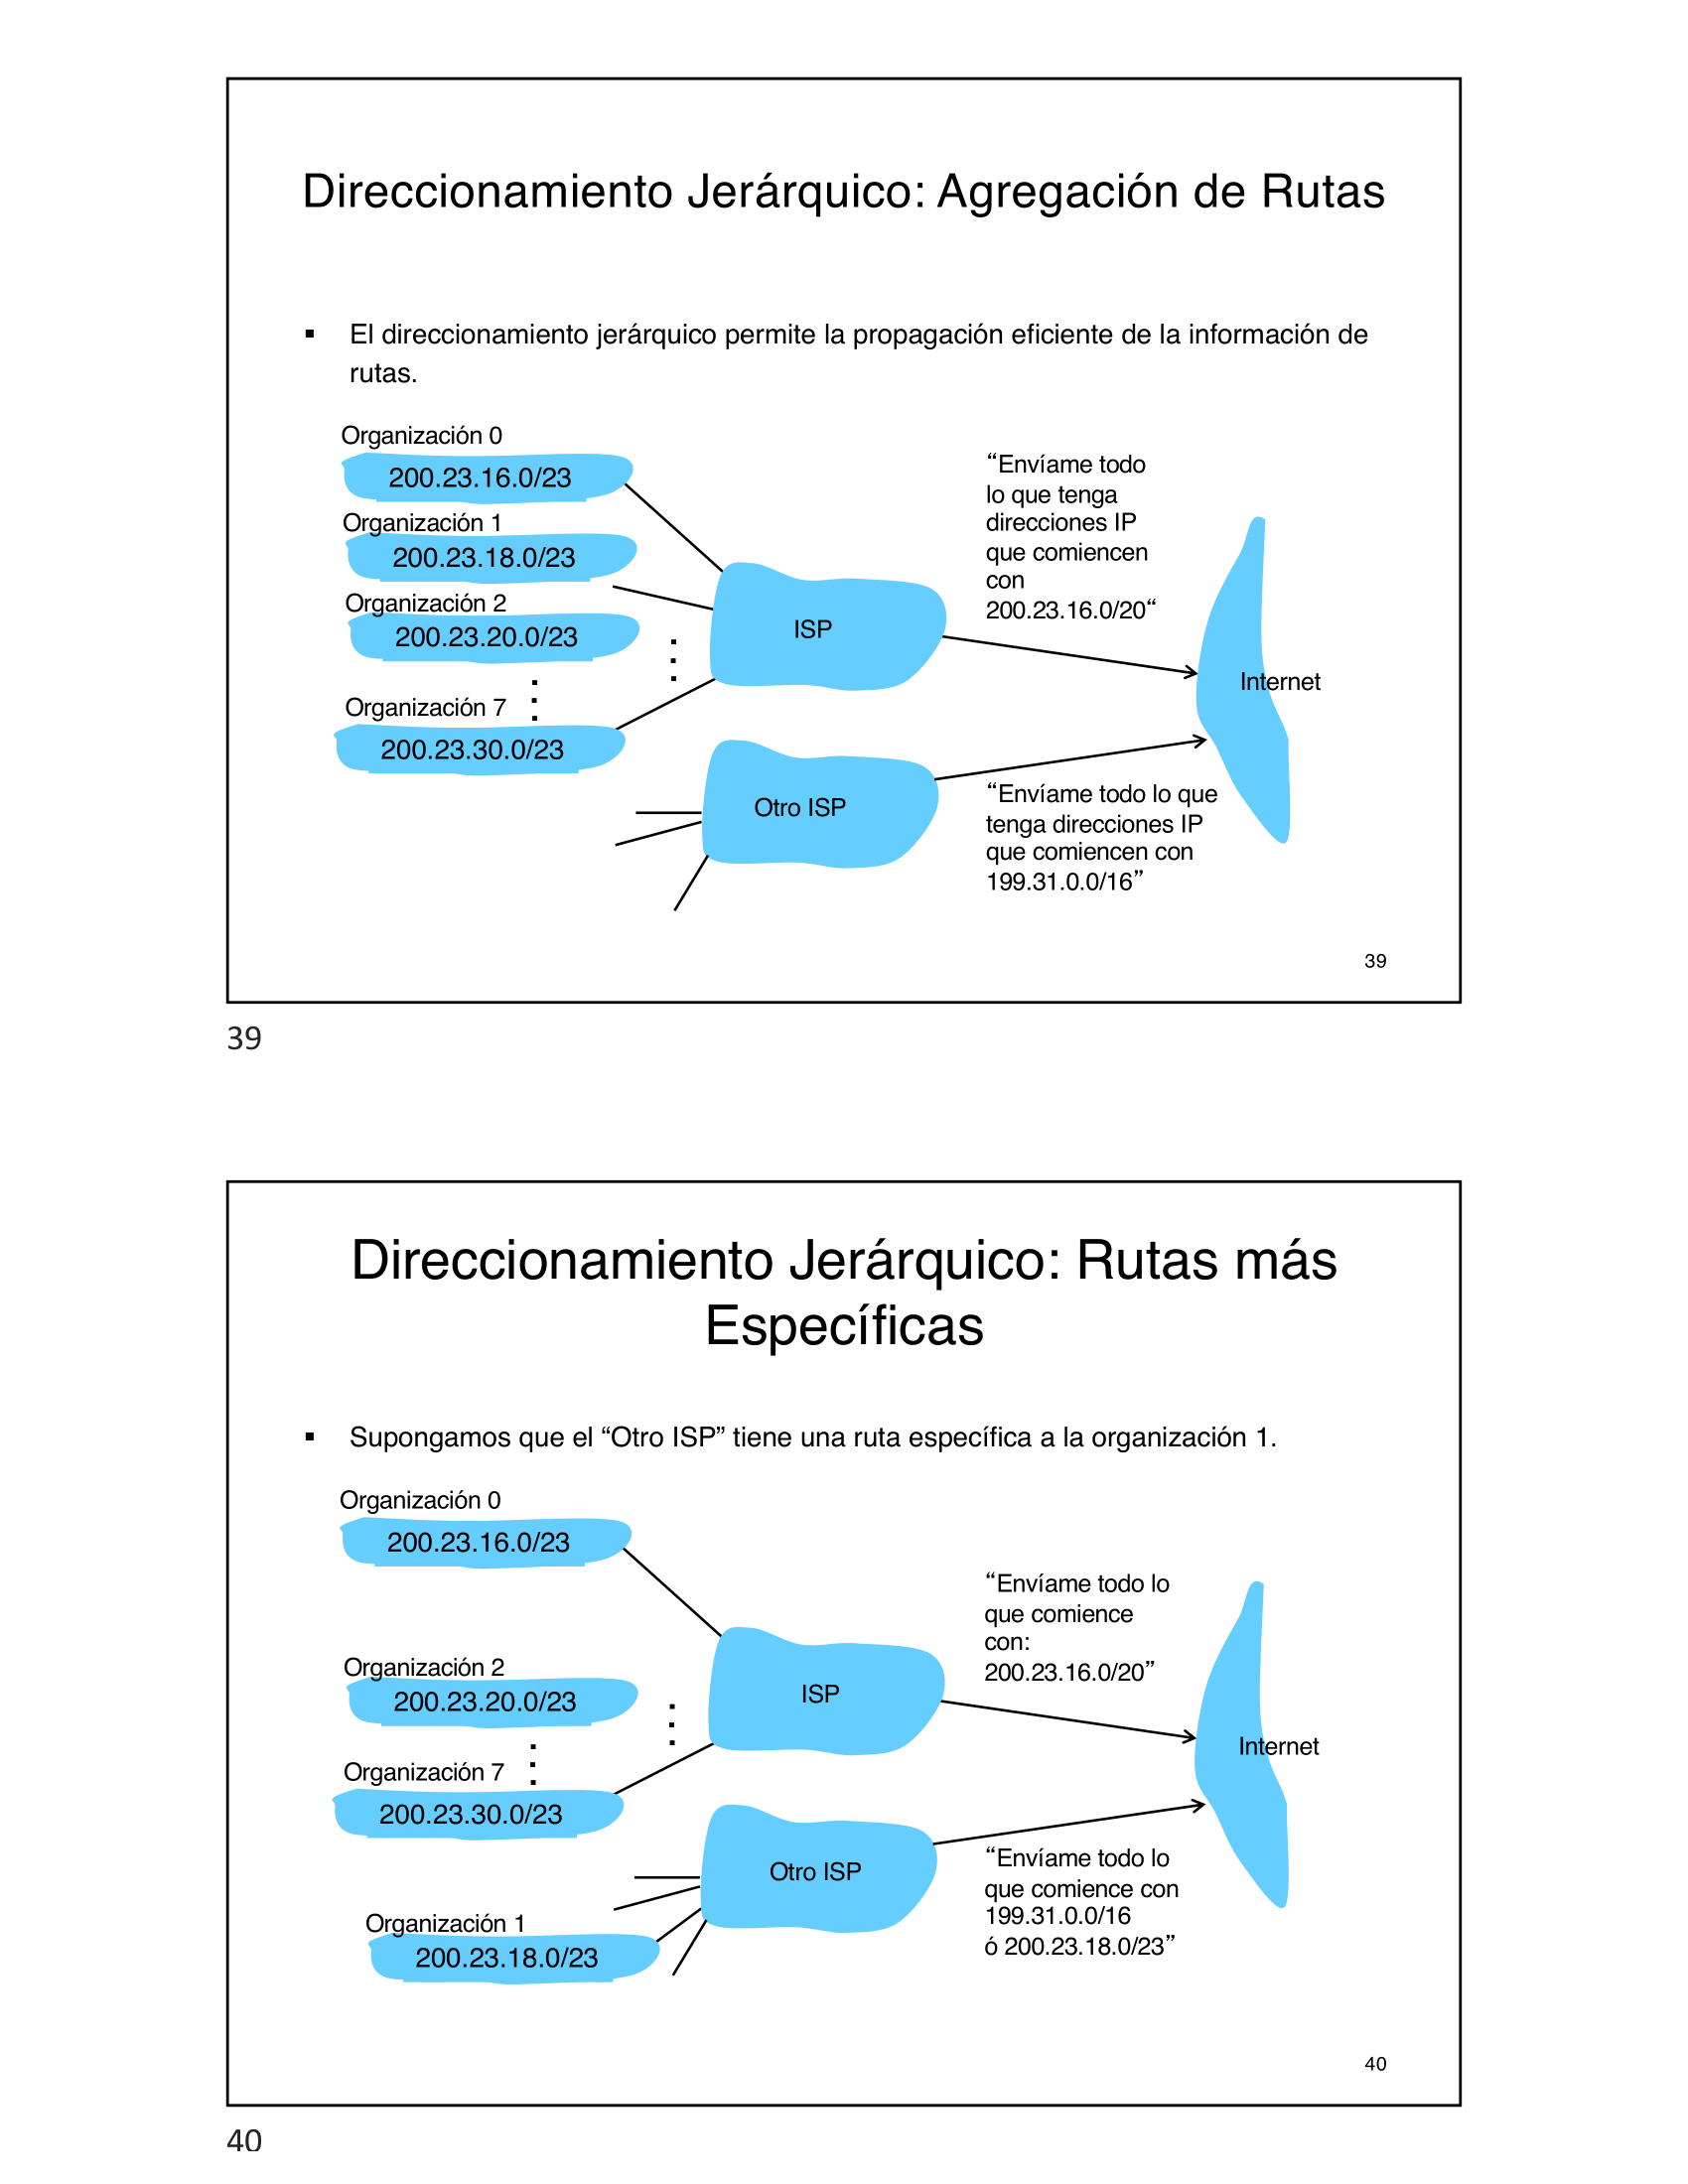 Direccionamiento Jerárquico: Agregación de Rutas
▪ El direccionamiento jerárquico permite la propagación eficiente de la información de
rutas.
Organización 0
200.23.16.0/23
Organización 1
200.23.18.0/23
Organización 2
200.23.20.0/23
Organización 7
200.23.30.0/23
ISP
Otro ISP
“Envíame todo
lo que tenga
direcciones IP
que comiencen
con
200.23.16.0/20“
Internet
“Envíame todo lo que
tenga direcciones IP
que comiencen con
199.31.0.0/16”
39
39
Direccionamiento Jerárquico: Rutas más
Específicas
▪ Supongamos que el “Otro ISP” tiene una ruta específica a la organización 1.
Organización 0
200.23.16.0/23
Organización 2
200.23.20.0/23
Organización 7
200.23.30.0/23
Organización 1
200.23.18.0/23
ISP
Otro ISP
“Envíame todo lo
que comience
con:
200.23.16.0/20”
Internet
“Envíame todo lo
que comience con
199.31.0.0/16
ó 200.23.18.0/23”
40
40